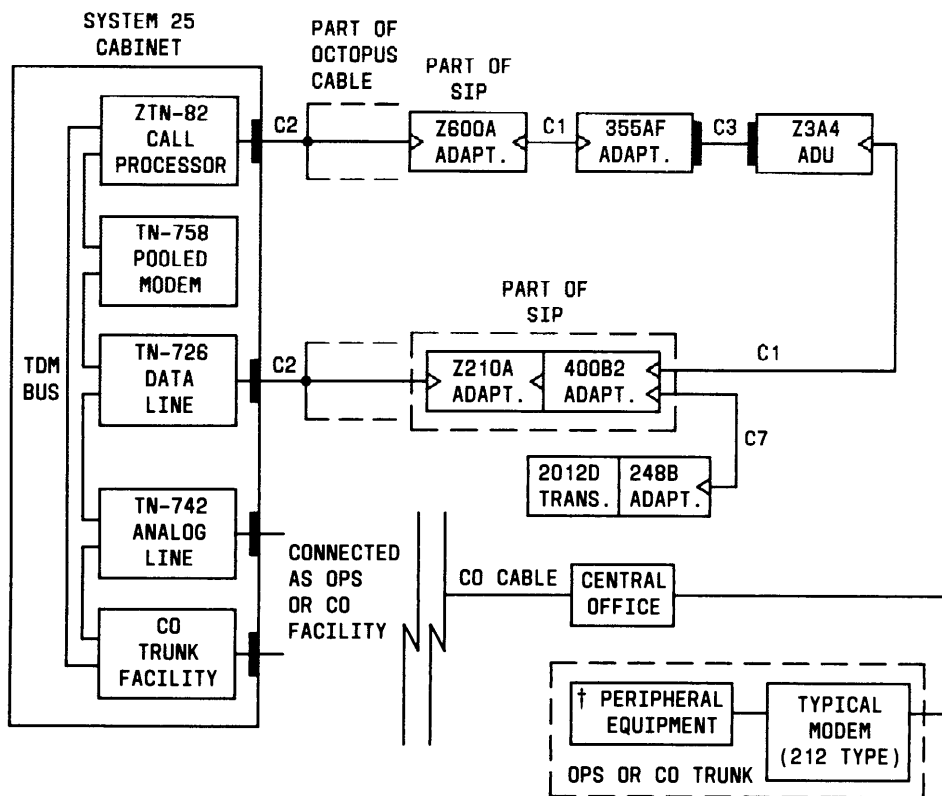 SYSTEM 25
CABINET
PART OF
OCTOPUS
CABLE
PART OF
SIP
ZTN-82
CALL
PROCESSOR
C2
Z600A
ADAPT.
C1
355AF
ADAPT.
C3
Z3A4
ADU
TN-758
POOLED
MODEM
PART OF
SIP
TDM
BUS
TN-726
DATA
LINE
C2
Z210A
ADAPT.
400B2
ADAPT.
C1
C7
2012D
TRANS.
248B
ADAPT.
TN-742
ANALOG
LINE
CONNECTED
AS OPS
OR CO
FACILITY
CO CABLE
CENTRAL
OFFICE
CO
TRUNK
FACILITY
† PERIPHERAL
EQUIPMENT
TYPICAL
MODEM
(212 TYPE)
OPS OR CO TRUNK